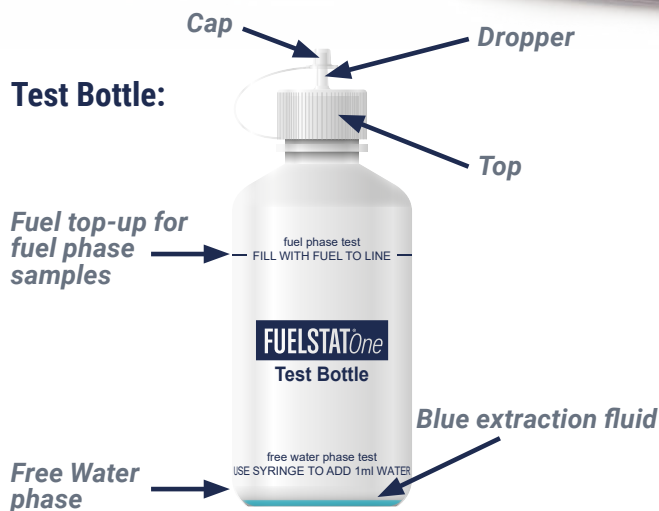 Cap
Dropper
Test Bottle:
Top
Fuel top-up for
fuel phase
samples
fuel phase test
FILL WITH FUEL TO LINE
FUELSTAT One
Test Bottle
Blue extraction fluid
free water phase test
USE SYRINGE TO ADD 1ml WATER
Free Water
phase